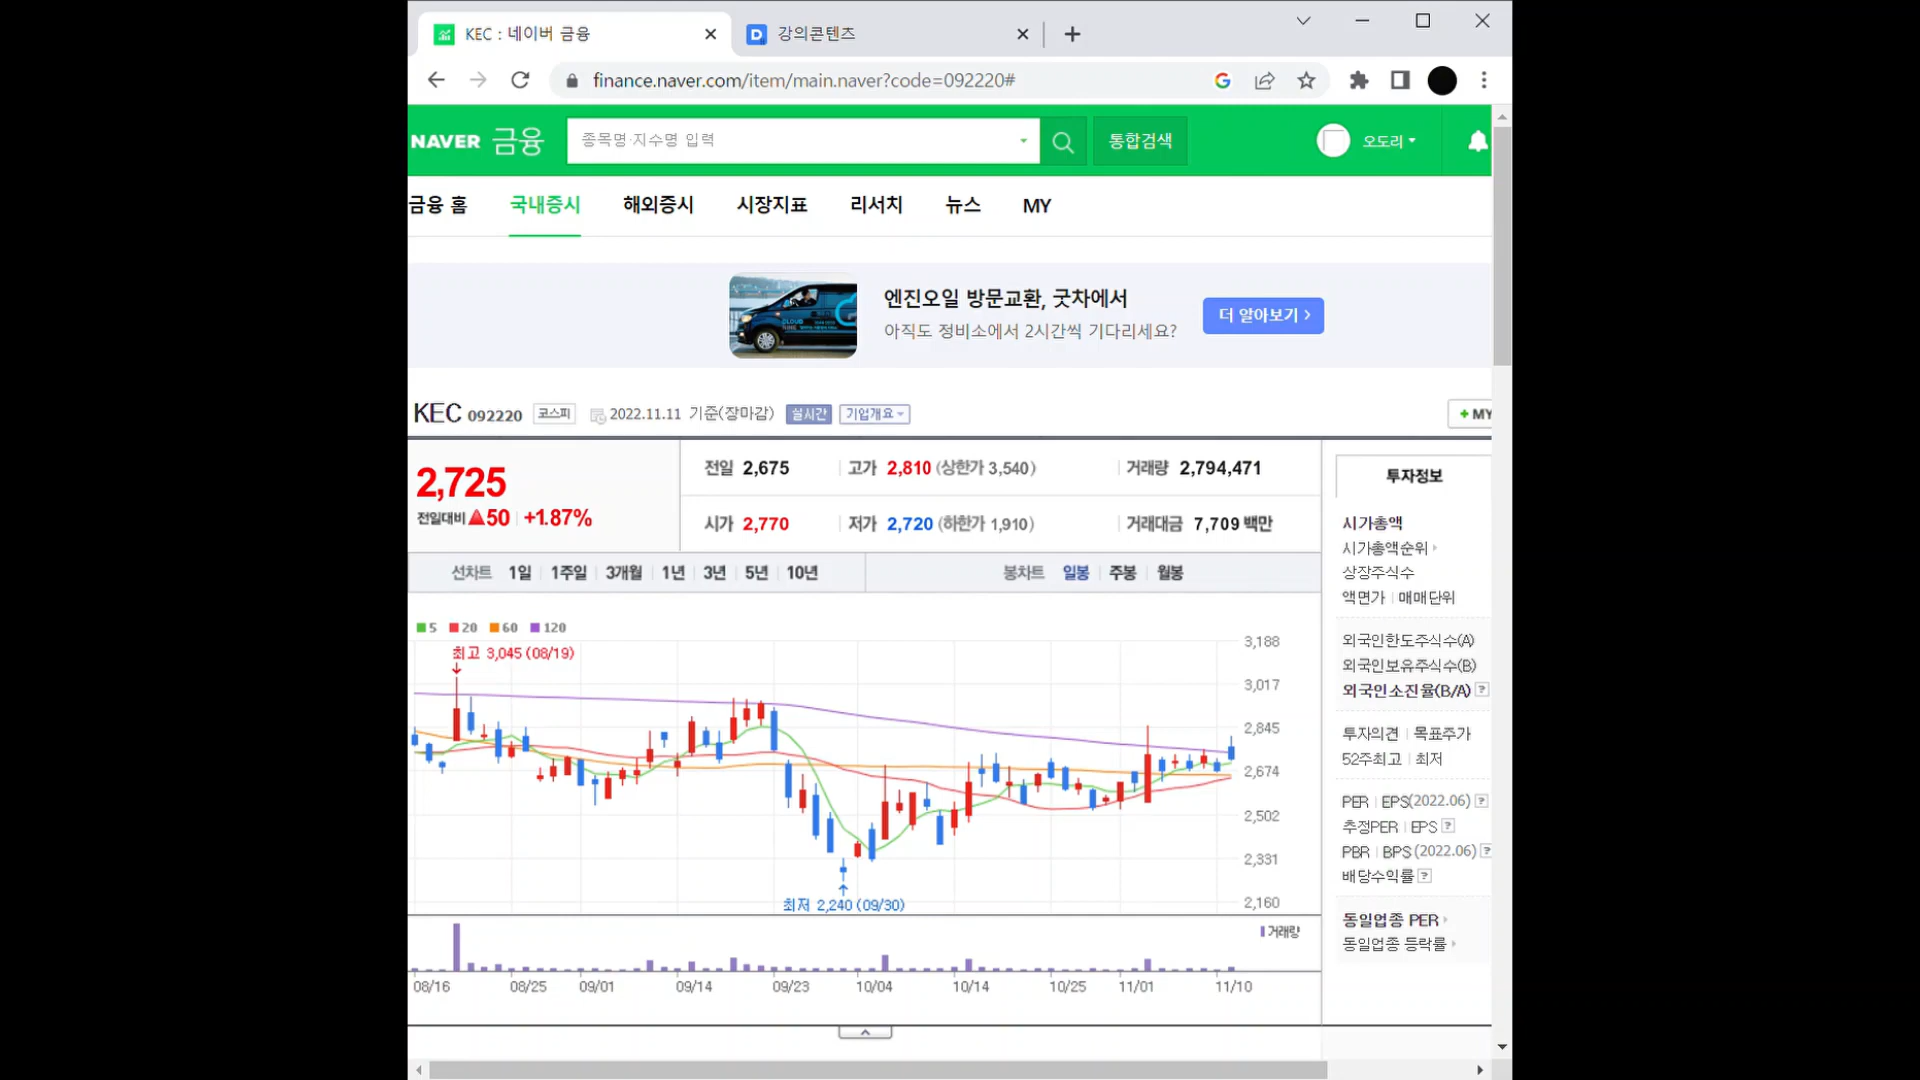 KEC : 네이버 금융
강의콘텐츠
finance.naver.com/item/main.naver?code=092220#
NAVER 금융
종목명·지수명 입력
통합검색
오도리
금융 홈 국내증시 해외증시 시장지표 리서치 뉴스 MY
엔진오일 방문교환, 굿차에서
아직도 정비소에서 2시간씩 기다리세요?
더 알아보기 >
KEC 092220 코스피 2022.11.11 기준(장마감) 실시간 기업개요
+ MY
2,725
전일대비 ▲50 +1.87%
전일 2,675 고가 2,810 (상한가 3,540) 거래량 2,794,471
시가 2,770 저가 2,720 (하한가 1,910) 거래대금 7,709 백만
선차트 1일 1주일 3개월 1년 3년 5년 10년
봉차트 일봉 주봉 월봉
5 20 60 120
최고 3,045 (08/19)
3,188
3,017
2,845
2,674
2,502
2,331
2,160
최저 2,240 (09/30)
거래량
08/16 08/25 09/01 09/14 09/23 10/04 10/14 10/25 11/01 11/10
투자정보
시가총액
시가총액순위
상장주식수
액면가 | 매매단위
외국인한도주식수(A)
외국인보유주식수(B)
외국인소진율(B/A) ?
투자의견 | 목표주가
52주최고 | 최저
PER | EPS(2022.06) ?
추정PER | EPS ?
PBR | BPS (2022.06) ?
배당수익률 ?
동일업종 PER
동일업종 등락률